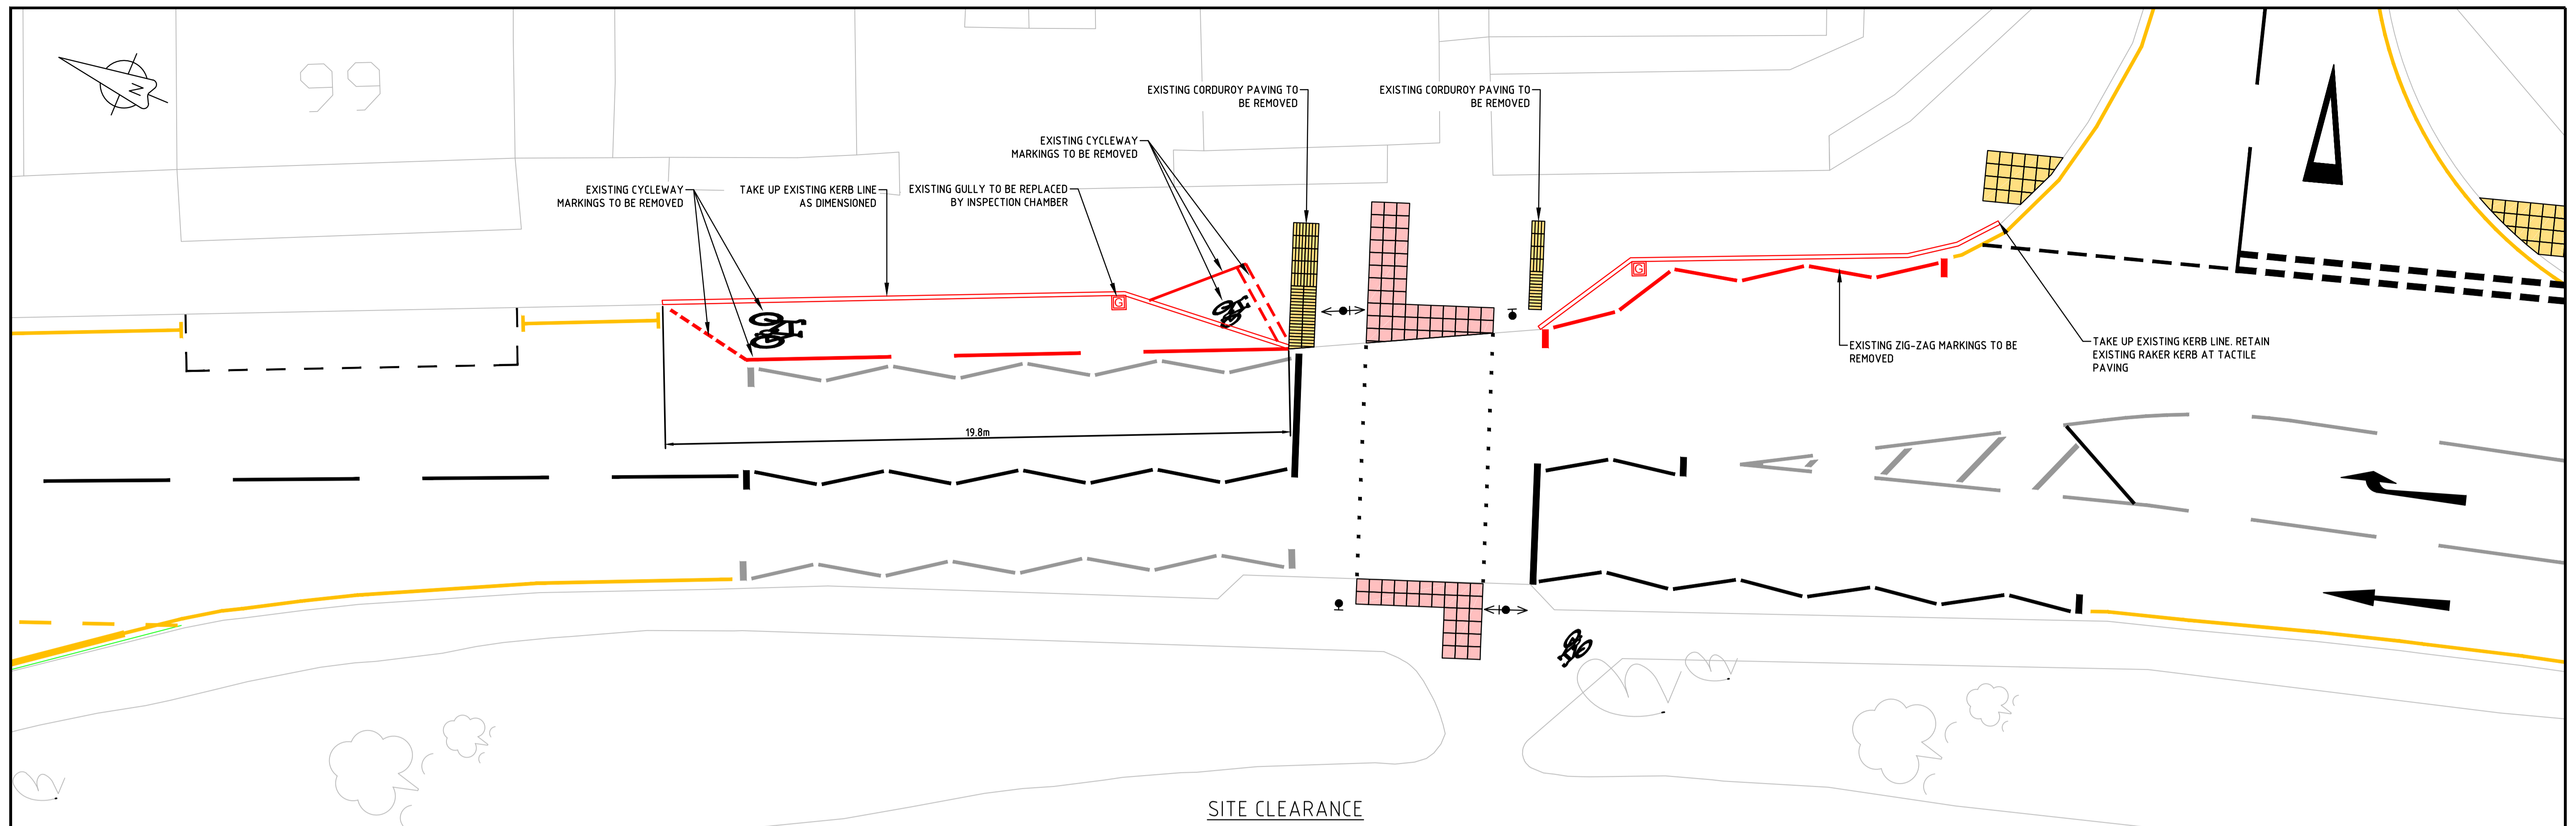 N
99
EXISTING CORDUROY PAVING TO
BE REMOVED
EXISTING CORDUROY PAVING TO
BE REMOVED
EXISTING CYCLEWAY
MARKINGS TO BE REMOVED
EXISTING CYCLEWAY
MARKINGS TO BE REMOVED
TAKE UP EXISTING KERB LINE
AS DIMENSIONED
EXISTING GULLY TO BE REPLACED
BY INSPECTION CHAMBER
G
G
EXISTING ZIG-ZAG MARKINGS TO BE
REMOVED
TAKE UP EXISTING KERB LINE. RETAIN
EXISTING RAKER KERB AT TACTILE
PAVING
19.8m
SITE CLEARANCE